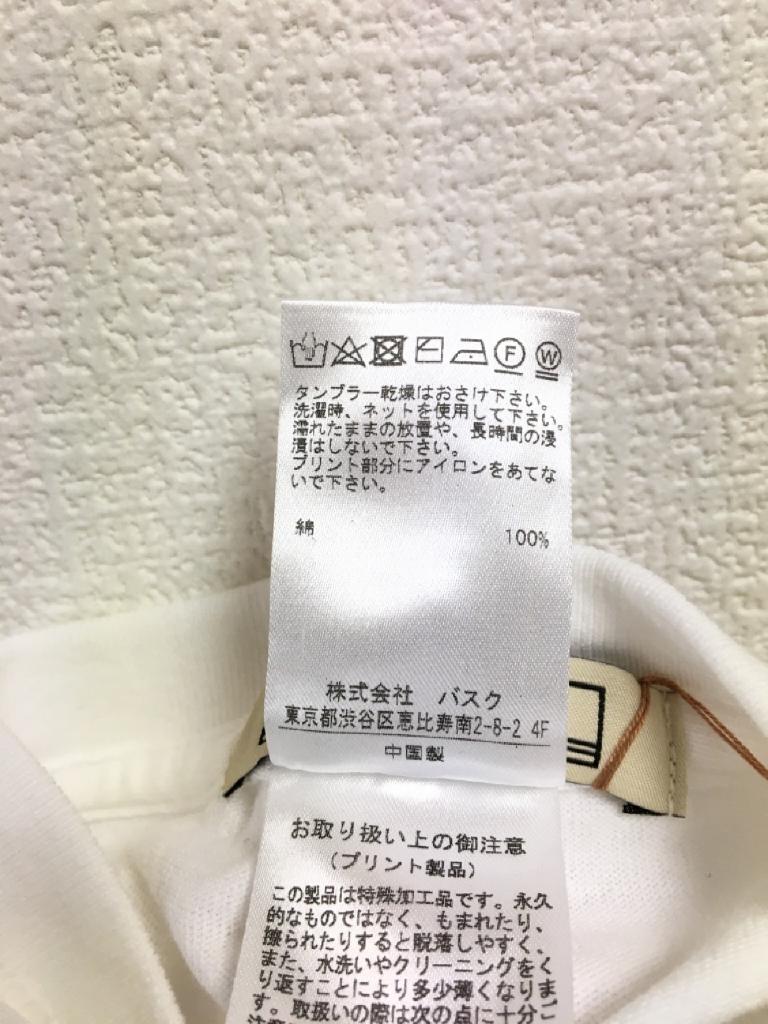 F W
タンブラー乾燥はおさけ下さい。
洗濯時、ネットを使用して下さい。
濡れたままの放置や、長時間の浸
漬はしないで下さい。
プリント部分にアイロンをあてな
いで下さい。
綿 100%
株式会社 バスク
東京都渋谷区恵比寿南2-8-2 4F
中国製
お取り扱い上の御注意
(プリント製品)
この製品は特殊加工品です。永久
的なものではなく、もまれたり、
擦られたりすると脱落しやすく、
また、水洗いやクリーニングをく
り返すことにより多少薄くなりま
す。取扱いの際は次の点に十分ご